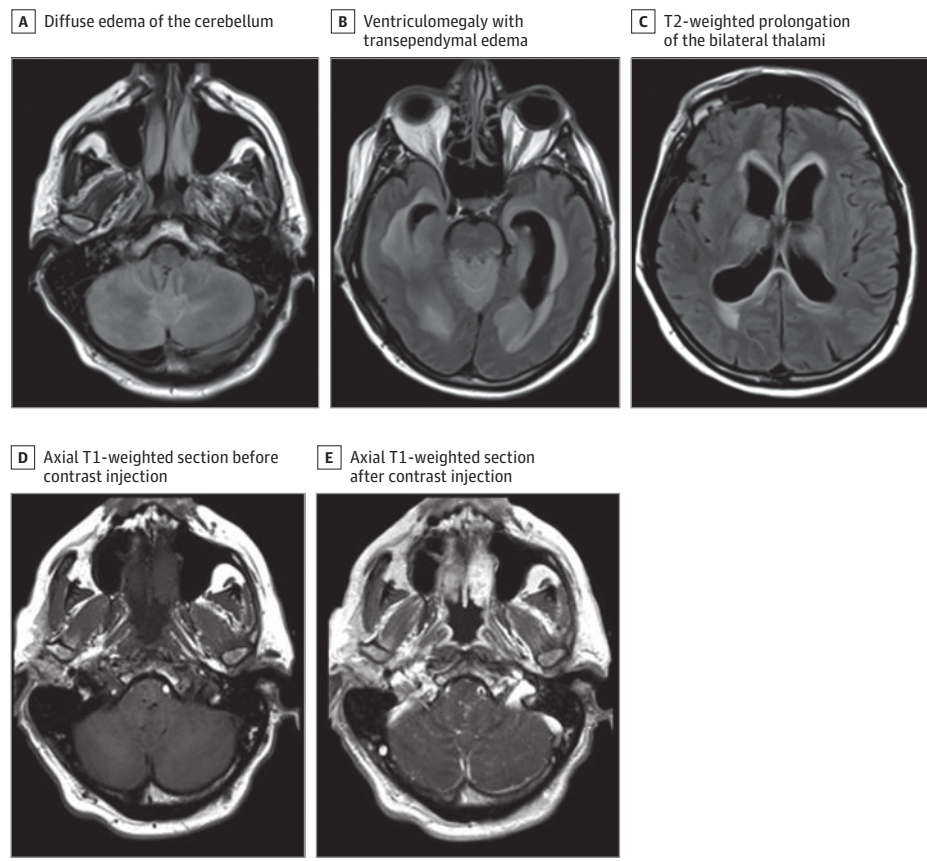 A Diffuse edema of the cerebellum
B Ventriculomegaly with
transependymal edema
C T2-weighted prolongation
of the bilateral thalami
D Axial T1-weighted section before
contrast injection
E Axial T1-weighted section
after contrast injection